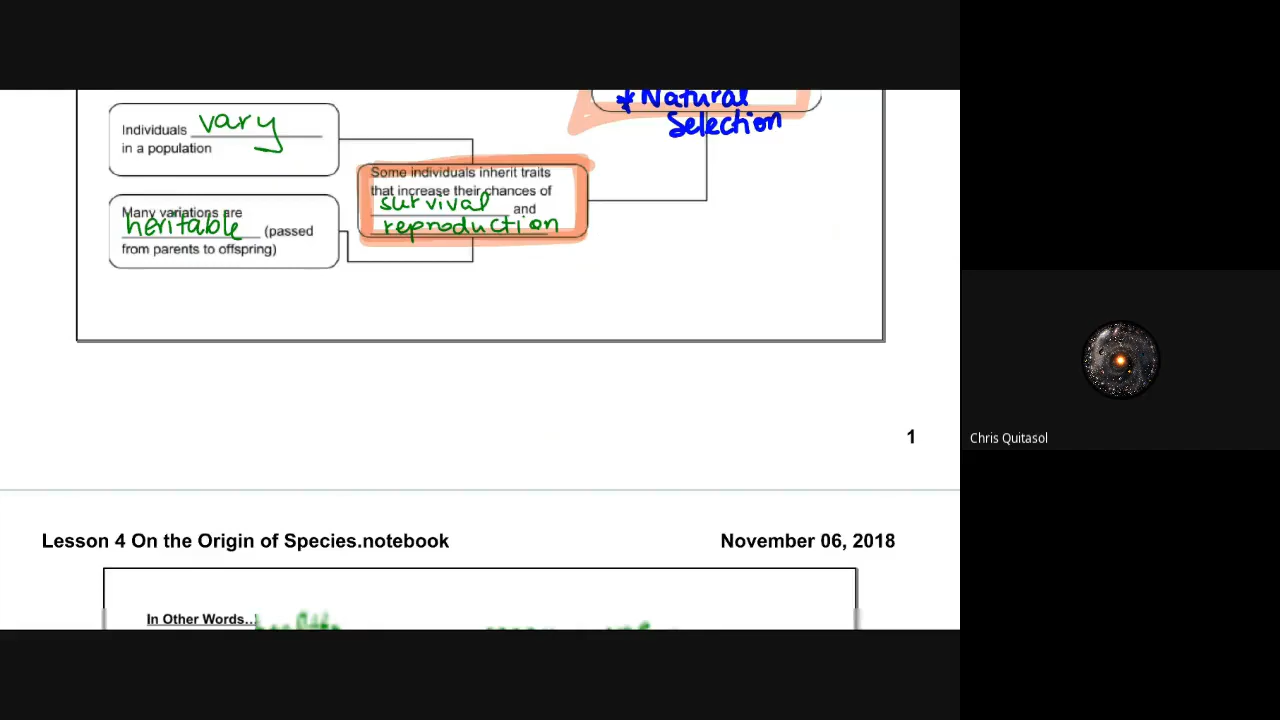 * Natural
Selection
Individuals vary
in a population
Some individuals inherit traits
that increase their chances of
survival and
reproduction
Many variations are
heritable (passed
from parents to offspring)
1
Lesson 4 On the Origin of Species.notebook
November 06, 2018
In Other Words...
Chris Quitasol